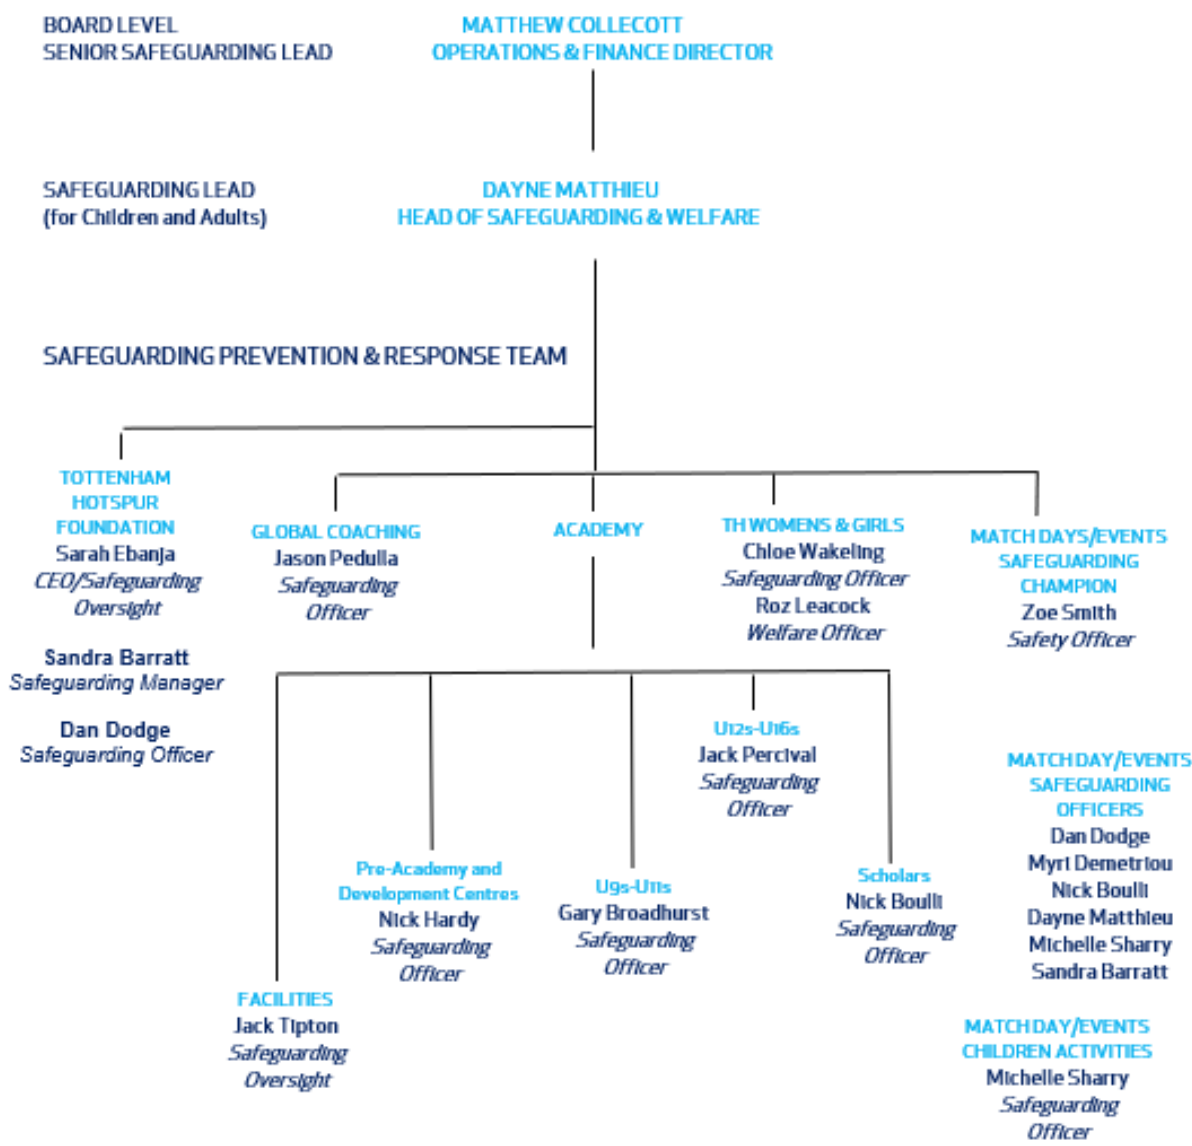 BOARD LEVEL
SENIOR SAFEGUARDING LEAD
MATTHEW COLLECOTT
OPERATIONS & FINANCE DIRECTOR
SAFEGUARDING LEAD
(for Children and Adults)
DAYNE MATTHIEU
HEAD OF SAFEGUARDING & WELFARE
SAFEGUARDING PREVENTION & RESPONSE TEAM
TOTTENHAM
HOTSPUR
FOUNDATION
Sarah Ebanja
CEO/Safeguarding
Oversight
Sandra Barratt
Safeguarding Manager
Dan Dodge
Safeguarding Officer
GLOBAL COACHING
Jason Pedulla
Safeguarding
Officer
ACADEMY
TH WOMENS & GIRLS
Chloe Wakeling
Safeguarding Officer
Roz Leacock
Welfare Officer
MATCH DAYS/EVENTS
SAFEGUARDING
CHAMPION
Zoe Smith
Safety Officer
FACILITIES
Jack Tipton
Safeguarding
Oversight
Pre-Academy and
Development Centres
Nick Hardy
Safeguarding
Officer
U9s-U11s
Gary Broadhurst
Safeguarding
Officer
U12s-U16s
Jack Percival
Safeguarding
Officer
Scholars
Nick Boulli
Safeguarding
Officer
MATCH DAY/EVENTS
SAFEGUARDING
OFFICERS
Dan Dodge
Myri Demetriou
Nick Boulli
Dayne Matthieu
Michelle Sharry
Sandra Barratt
MATCH DAY/EVENTS
CHILDREN ACTIVITIES
Michelle Sharry
Safeguarding
Officer